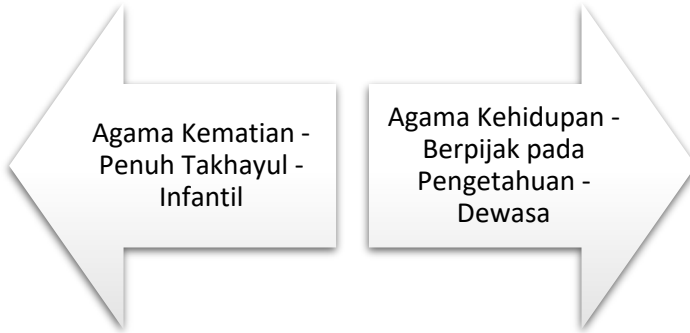 Agama Kematian -
Penuh Takhayul -
Infantil
Agama Kehidupan -
Berpijak pada
Pengetahuan -
Dewasa